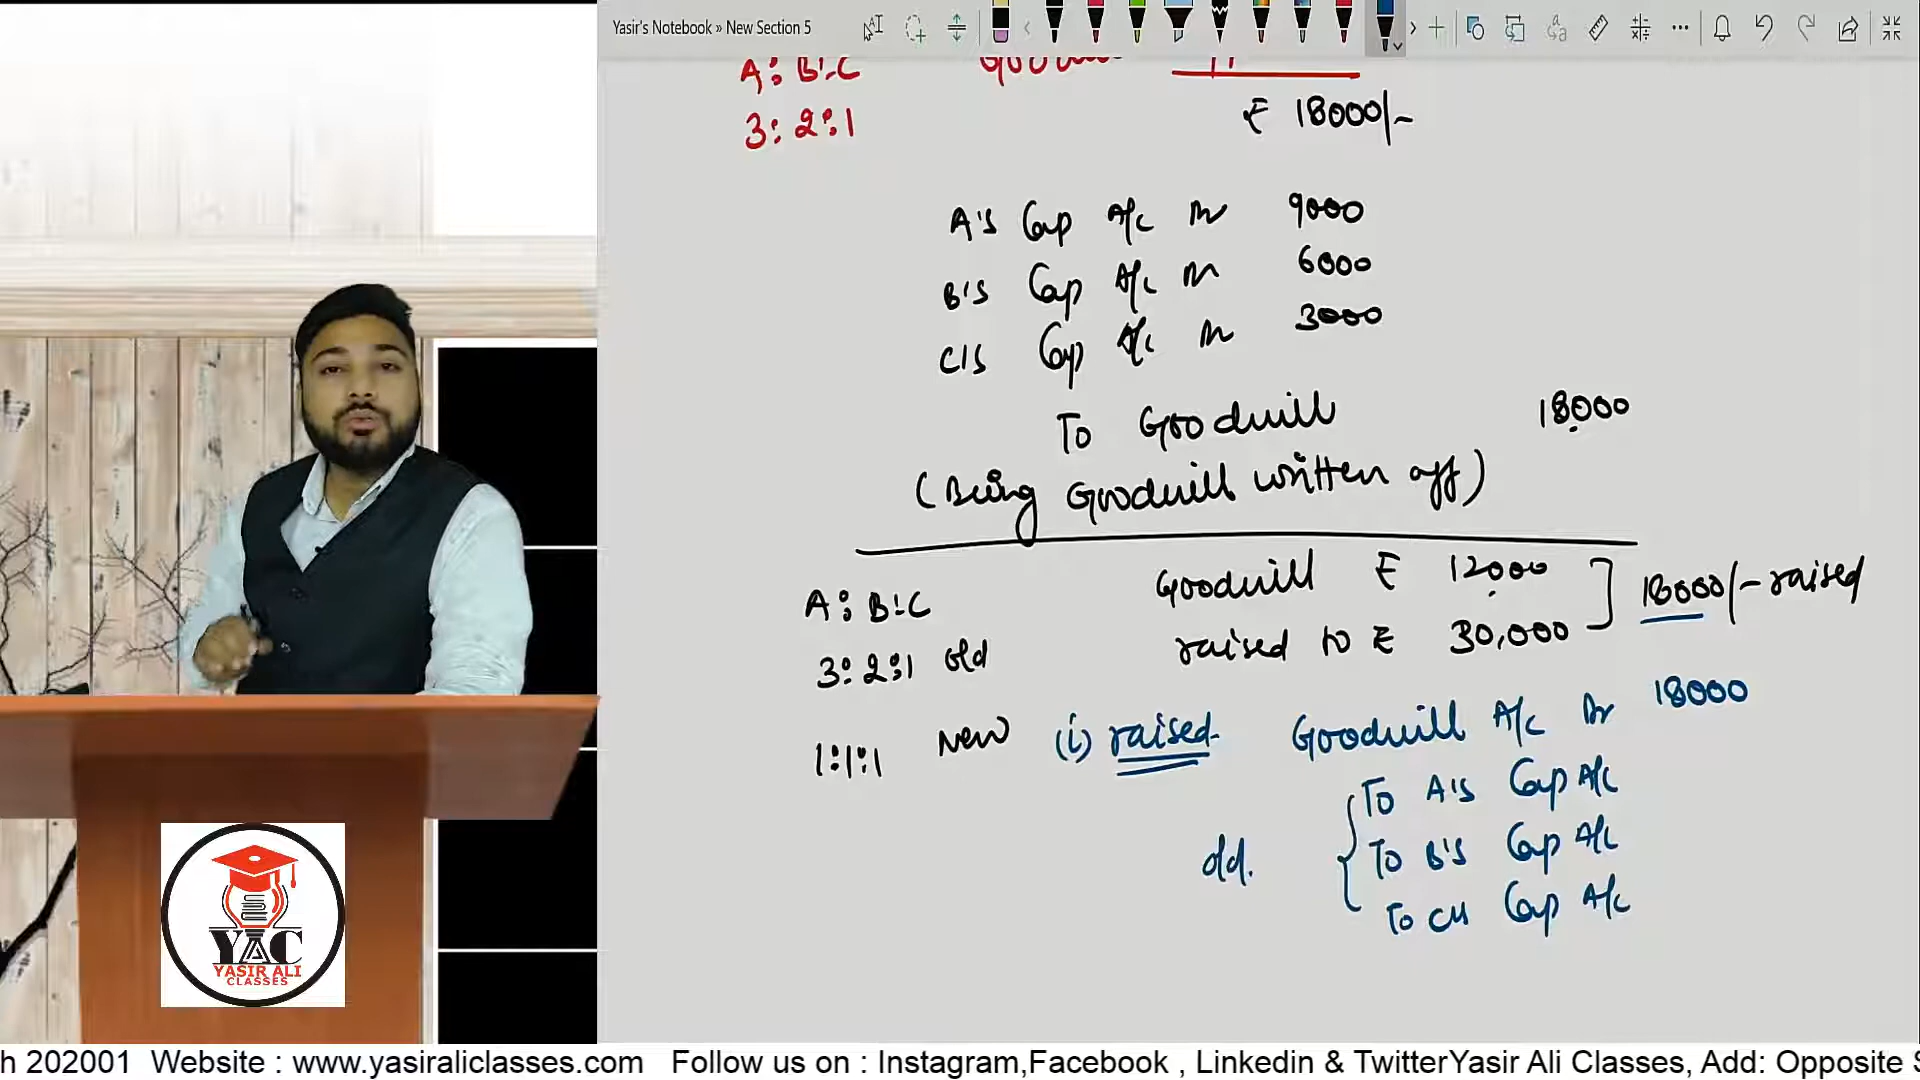 Yasir's Notebook » New Section 5
A:B:C
3:2:1
₹ 18000/-
A's Cap A/c Dr 9000
B's Cap A/c Dr 6000
C's Cap A/c Dr 3000
To Goodwill 18000
(Being Goodwill written off)
A:B:C
3:2:1 old
Goodwill ₹ 12000
raised to ₹ 30,000
18000/- raised
1:1:1 New
(i) raised Goodwill A/c Dr 18000
old.
To A's Cap A/c
To B's Cap A/c
To C's Cap A/c
YAC
YASIR ALI
CLASSES
h 202001 Website : www.yasiraliclasses.com Follow us on : Instagram,Facebook , Linkedin & TwitterYasir Ali Classes, Add: Opposite S